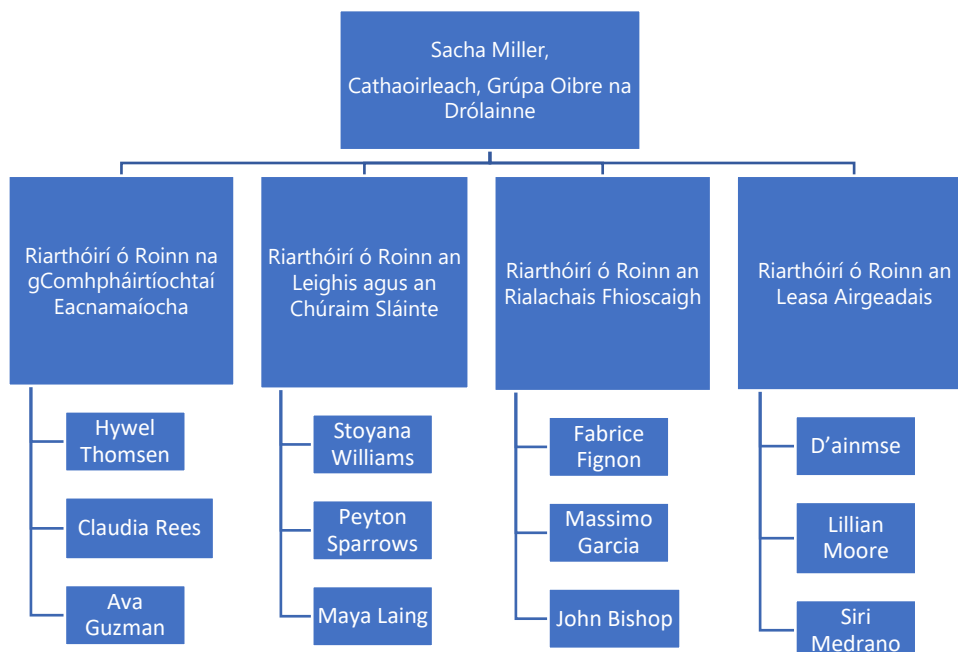 Sacha Miller,
Cathaoirleach, Grúpa Oibre na
Drólainne
Riarthóirí ó Roinn na
gComhpháirtíochtaí
Eacnamaíocha
Riarthóirí ó Roinn an
Leighis agus an
Chúraim Sláinte
Riarthóirí ó Roinn an
Rialachais Fhioscaigh
Riarthóirí ó Roinn an
Leasa Airgeadais
Hywel
Thomsen
Claudia Rees
Ava
Guzman
Stoyana
Williams
Peyton
Sparrows
Maya Laing
Fabrice
Fignon
Massimo
Garcia
John Bishop
D’ainmse
Lillian
Moore
Siri
Medrano